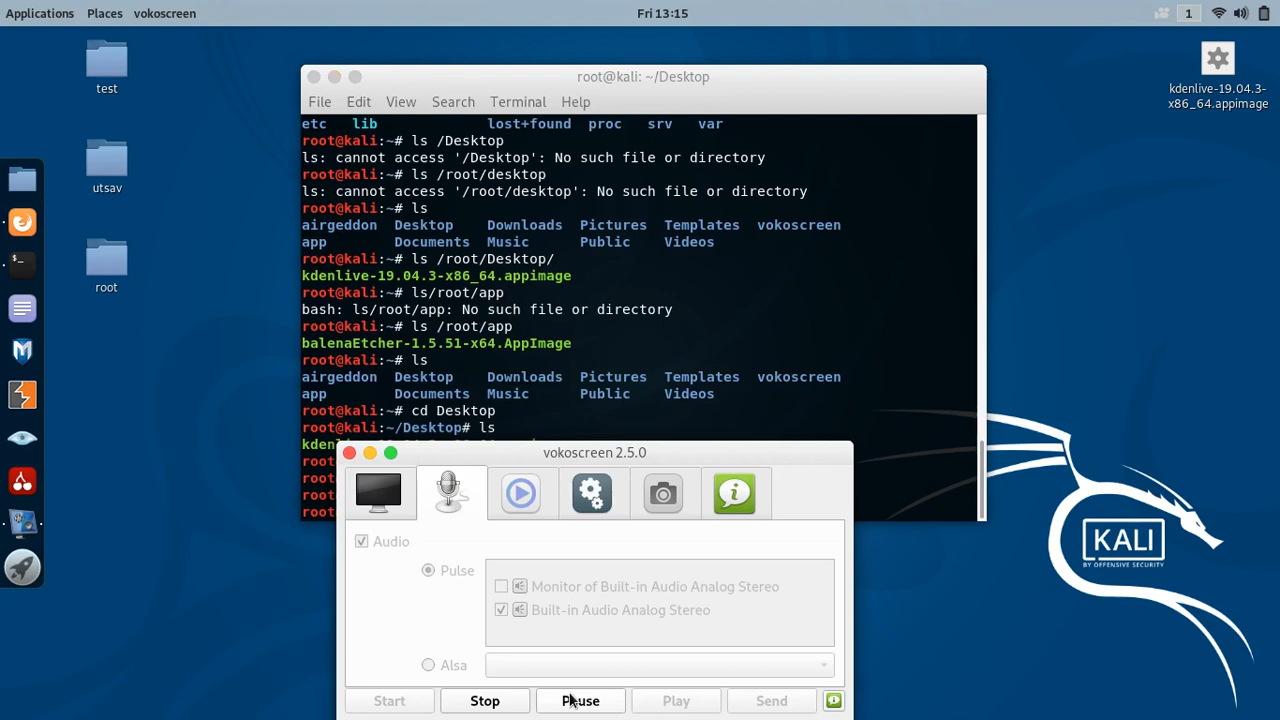 Applications Places vokoscreen
Fri 13:15
1
test
utsav
root
kdenlive-19.04.3-
x86_64.appimage
root@kali: ~/Desktop
File Edit View Search Terminal Help
etc lib lost+found proc srv var
root@kali:~# ls /Desktop
ls: cannot access '/Desktop': No such file or directory
root@kali:~# ls /root/desktop
ls: cannot access '/root/desktop': No such file or directory
root@kali:~# ls
airgeddon Desktop Downloads Pictures Templates vokoscreen
app Documents Music Public Videos
root@kali:~# ls /root/Desktop/
kdenlive-19.04.3-x86_64.appimage
root@kali:~# ls/root/app
bash: ls/root/app: No such file or directory
root@kali:~# ls /root/app
balenaEtcher-1.5.51-x64.AppImage
root@kali:~# ls
airgeddon Desktop Downloads Pictures Templates vokoscreen
app Documents Music Public Videos
root@kali:~# cd Desktop
root@kali:~/Desktop# ls
kden
root
root
root
root
vokoscreen 2.5.0
Audio
Pulse
Monitor of Built-in Audio Analog Stereo
Built-in Audio Analog Stereo
Alsa
Start Stop Pause Play Send
KALI
BY OFFENSIVE SECURITY